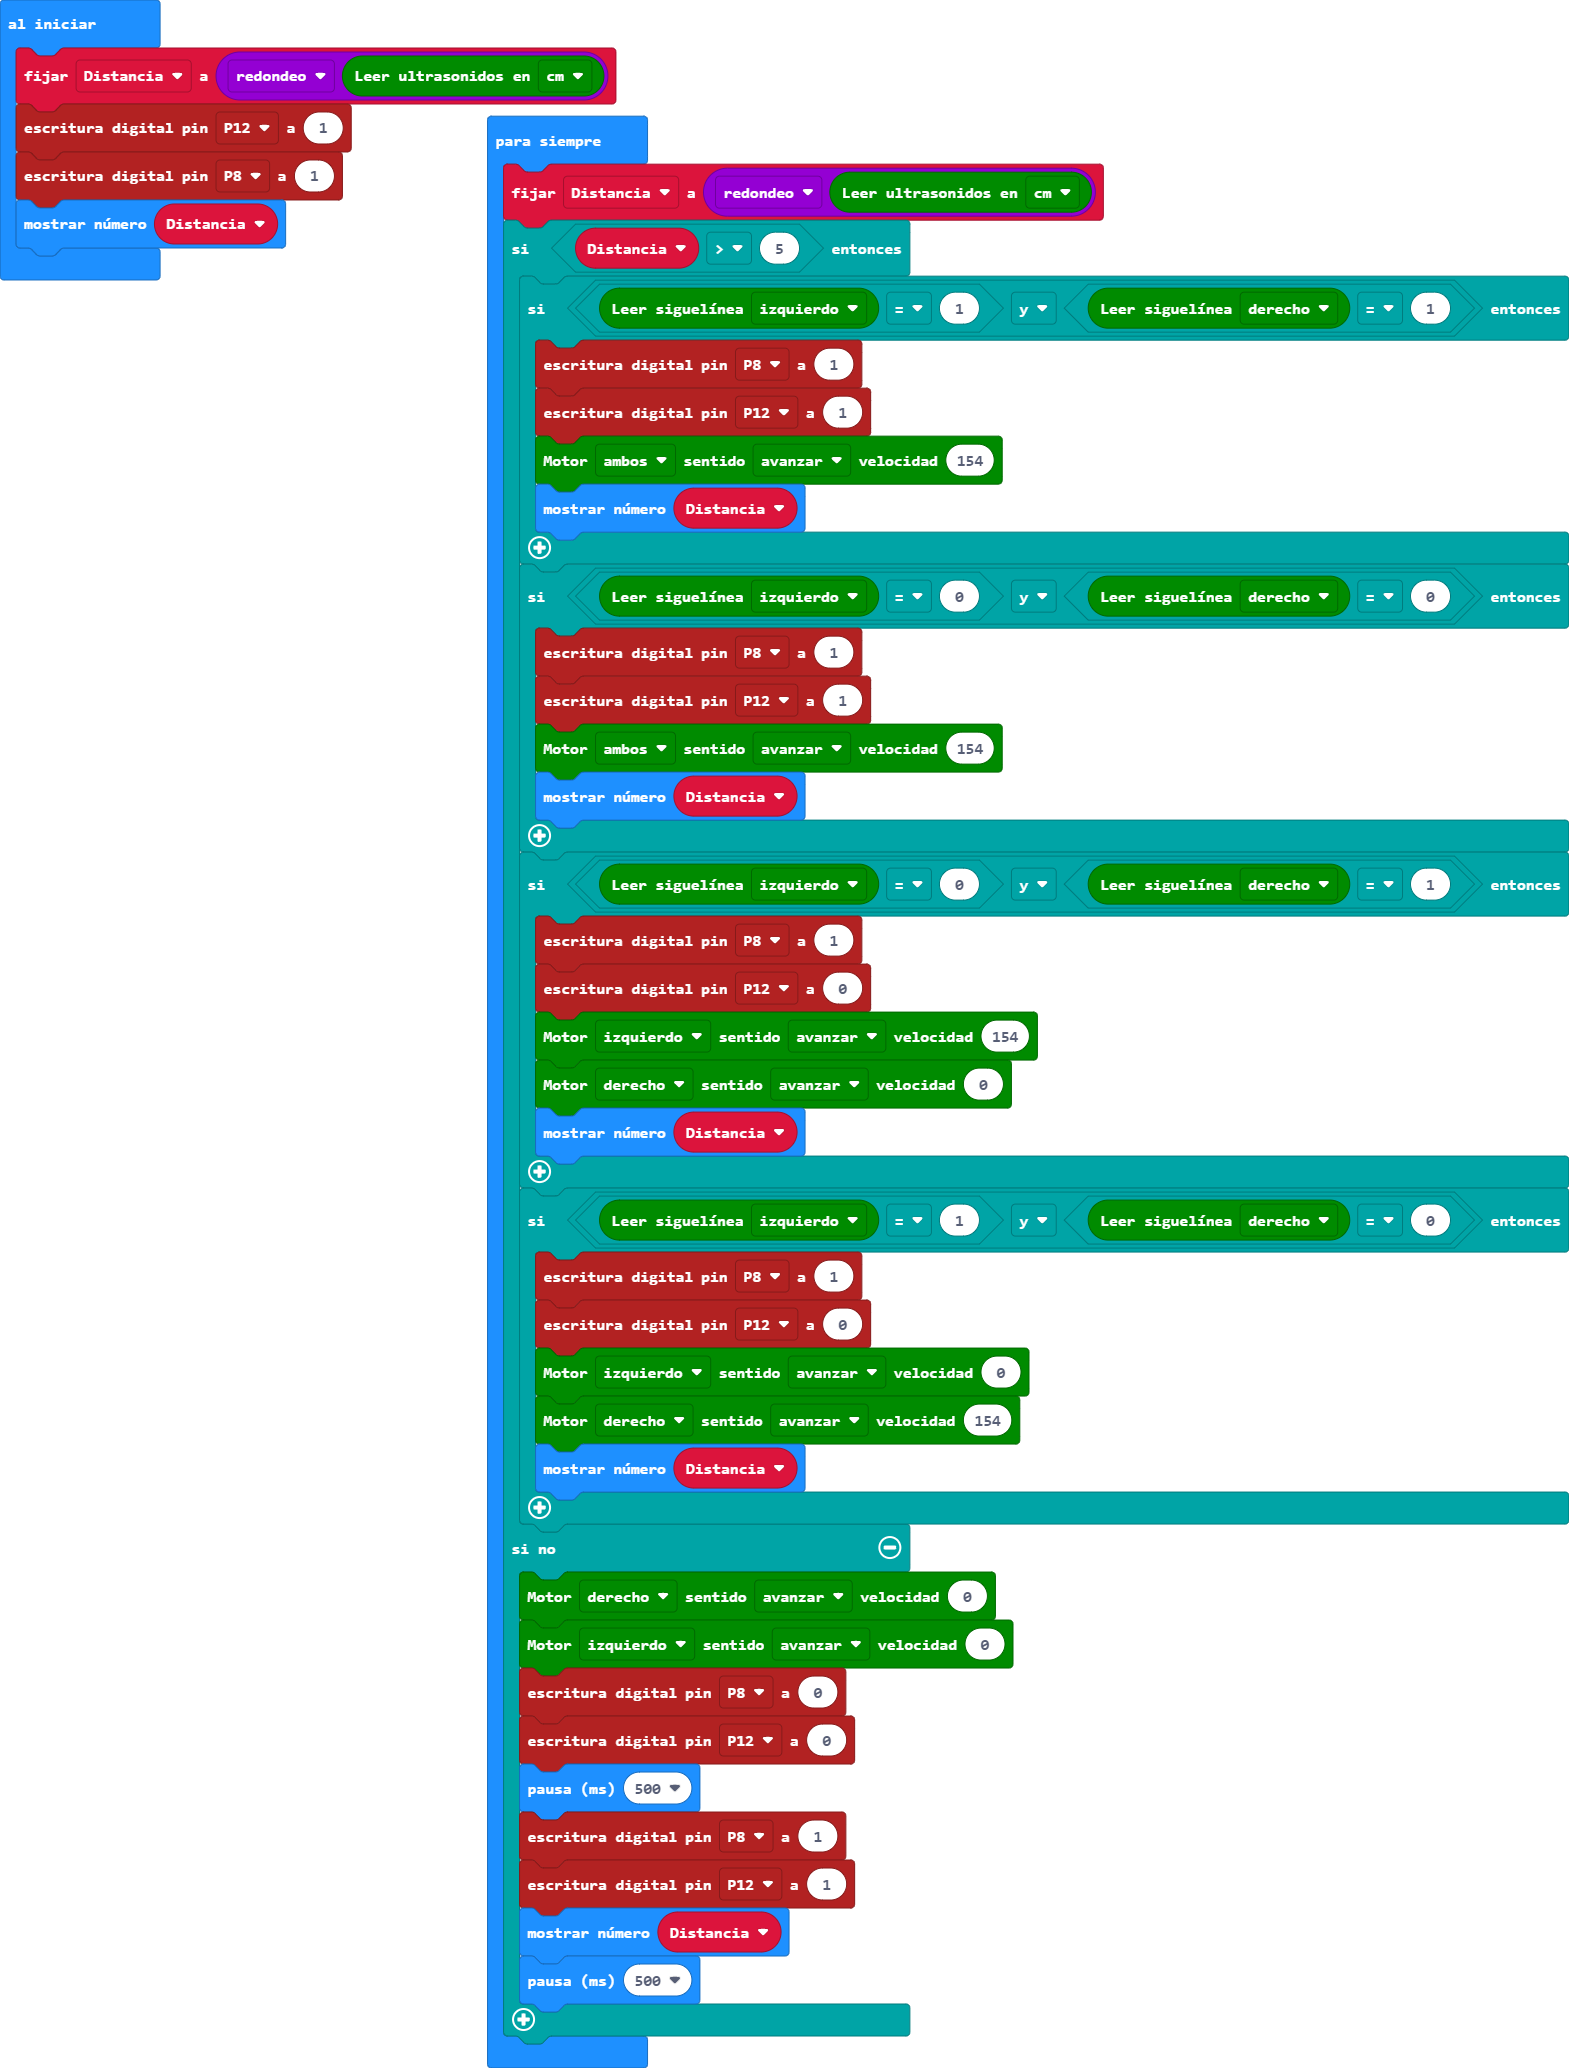 al iniciar
fijar Distancia a redondeo Leer ultrasonidos en cm
escritura digital pin P12 a 1
escritura digital pin P8 a 1
mostrar número Distancia
para siempre
fijar Distancia a redondeo Leer ultrasonidos en cm
si Distancia > 5 entonces
si Leer siguelínea izquierdo = 1 y Leer siguelínea derecho = 1 entonces
escritura digital pin P8 a 1
escritura digital pin P12 a 1
Motor ambos sentido avanzar velocidad 154
mostrar número Distancia
si Leer siguelínea izquierdo = 0 y Leer siguelínea derecho = 0 entonces
escritura digital pin P8 a 1
escritura digital pin P12 a 1
Motor ambos sentido avanzar velocidad 154
mostrar número Distancia
si Leer siguelínea izquierdo = 0 y Leer siguelínea derecho = 1 entonces
escritura digital pin P8 a 1
escritura digital pin P12 a 0
Motor izquierdo sentido avanzar velocidad 154
Motor derecho sentido avanzar velocidad 0
mostrar número Distancia
si Leer siguelínea izquierdo = 1 y Leer siguelínea derecho = 0 entonces
escritura digital pin P8 a 1
escritura digital pin P12 a 0
Motor izquierdo sentido avanzar velocidad 0
Motor derecho sentido avanzar velocidad 154
mostrar número Distancia
si no
Motor derecho sentido avanzar velocidad 0
Motor izquierdo sentido avanzar velocidad 0
escritura digital pin P8 a 0
escritura digital pin P12 a 0
pausa (ms) 500
escritura digital pin P8 a 1
escritura digital pin P12 a 1
mostrar número Distancia
pausa (ms) 500